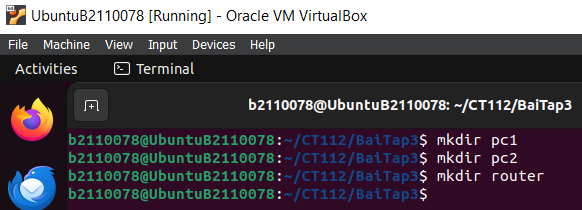 UbuntuB2110078 [Running] - Oracle VM VirtualBox
File Machine View Input Devices Help
Activities Terminal
b2110078@UbuntuB2110078: ~/CT112/BaiTap3
b2110078@UbuntuB2110078:~/CT112/BaiTap3$ mkdir pc1
b2110078@UbuntuB2110078:~/CT112/BaiTap3$ mkdir pc2
b2110078@UbuntuB2110078:~/CT112/BaiTap3$ mkdir router
b2110078@UbuntuB2110078:~/CT112/BaiTap3$